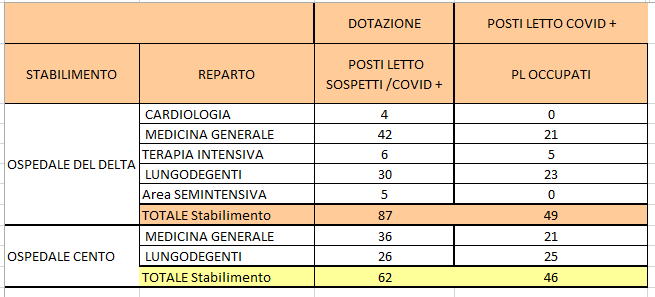 DOTAZIONE POSTI LETTO COVID +
STABILIMENTO REPARTO POSTI LETTO SOSPETTI /COVID + PL OCCUPATI
OSPEDALE DEL DELTA
CARDIOLOGIA 4 0
MEDICINA GENERALE 42 21
TERAPIA INTENSIVA 6 5
LUNGODEGENTI 30 23
Area SEMINTENSIVA 5 0
TOTALE Stabilimento 87 49
OSPEDALE CENTO
MEDICINA GENERALE 36 21
LUNGODEGENTI 26 25
TOTALE Stabilimento 62 46